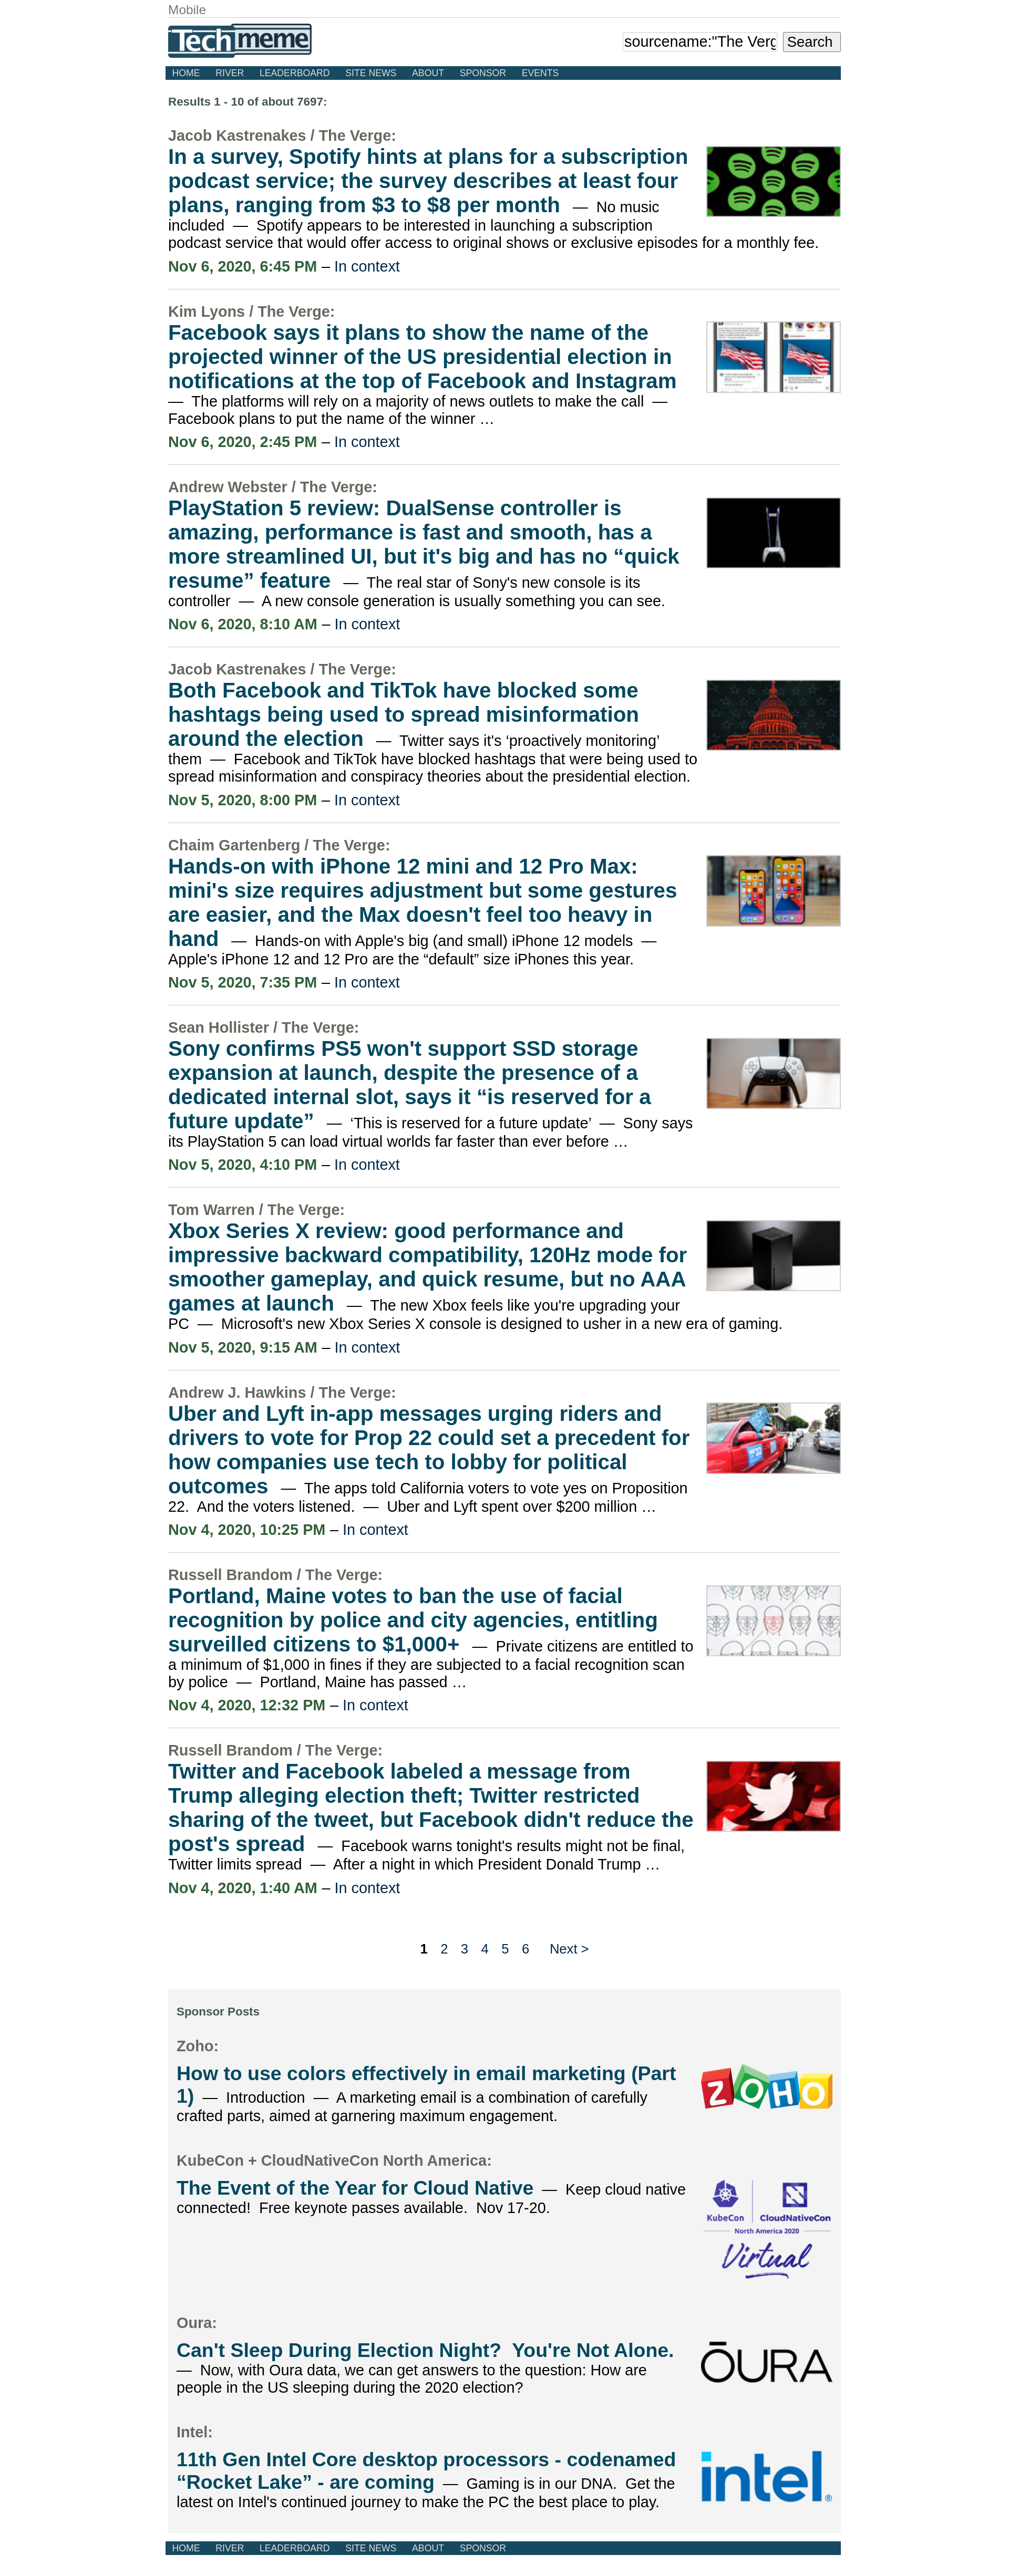 Mobile
Techmeme
sourcename:"The Verg
Search
HOME RIVER LEADERBOARD SITE NEWS ABOUT SPONSOR EVENTS
Results 1 - 10 of about 7697:
Jacob Kastrenakes / The Verge:
In a survey, Spotify hints at plans for a subscription
podcast service; the survey describes at least four
plans, ranging from $3 to $8 per month — No music
included — Spotify appears to be interested in launching a subscription
podcast service that would offer access to original shows or exclusive episodes for a monthly fee.
Nov 6, 2020, 6:45 PM – In context
Kim Lyons / The Verge:
Facebook says it plans to show the name of the
projected winner of the US presidential election in
notifications at the top of Facebook and Instagram
— The platforms will rely on a majority of news outlets to make the call —
Facebook plans to put the name of the winner …
Nov 6, 2020, 2:45 PM – In context
Andrew Webster / The Verge:
PlayStation 5 review: DualSense controller is
amazing, performance is fast and smooth, has a
more streamlined UI, but it's big and has no “quick
resume” feature — The real star of Sony's new console is its
controller — A new console generation is usually something you can see.
Nov 6, 2020, 8:10 AM – In context
Jacob Kastrenakes / The Verge:
Both Facebook and TikTok have blocked some
hashtags being used to spread misinformation
around the election — Twitter says it's ‘proactively monitoring’
them — Facebook and TikTok have blocked hashtags that were being used to
spread misinformation and conspiracy theories about the presidential election.
Nov 5, 2020, 8:00 PM – In context
Chaim Gartenberg / The Verge:
Hands-on with iPhone 12 mini and 12 Pro Max:
mini's size requires adjustment but some gestures
are easier, and the Max doesn't feel too heavy in
hand — Hands-on with Apple's big (and small) iPhone 12 models —
Apple's iPhone 12 and 12 Pro are the “default” size iPhones this year.
Nov 5, 2020, 7:35 PM – In context
Sean Hollister / The Verge:
Sony confirms PS5 won't support SSD storage
expansion at launch, despite the presence of a
dedicated internal slot, says it “is reserved for a
future update” — ‘This is reserved for a future update’ — Sony says
its PlayStation 5 can load virtual worlds far faster than ever before …
Nov 5, 2020, 4:10 PM – In context
Tom Warren / The Verge:
Xbox Series X review: good performance and
impressive backward compatibility, 120Hz mode for
smoother gameplay, and quick resume, but no AAA
games at launch — The new Xbox feels like you're upgrading your
PC — Microsoft's new Xbox Series X console is designed to usher in a new era of gaming.
Nov 5, 2020, 9:15 AM – In context
Andrew J. Hawkins / The Verge:
Uber and Lyft in-app messages urging riders and
drivers to vote for Prop 22 could set a precedent for
how companies use tech to lobby for political
outcomes — The apps told California voters to vote yes on Proposition
22. And the voters listened. — Uber and Lyft spent over $200 million …
Nov 4, 2020, 10:25 PM – In context
Russell Brandom / The Verge:
Portland, Maine votes to ban the use of facial
recognition by police and city agencies, entitling
surveilled citizens to $1,000+ — Private citizens are entitled to
a minimum of $1,000 in fines if they are subjected to a facial recognition scan
by police — Portland, Maine has passed …
Nov 4, 2020, 12:32 PM – In context
Russell Brandom / The Verge:
Twitter and Facebook labeled a message from
Trump alleging election theft; Twitter restricted
sharing of the tweet, but Facebook didn't reduce the
post's spread — Facebook warns tonight's results might not be final,
Twitter limits spread — After a night in which President Donald Trump …
Nov 4, 2020, 1:40 AM – In context
1 2 3 4 5 6 Next >
Sponsor Posts
Zoho:
How to use colors effectively in email marketing (Part
1) — Introduction — A marketing email is a combination of carefully
crafted parts, aimed at garnering maximum engagement.
ZOHO
KubeCon + CloudNativeCon North America:
The Event of the Year for Cloud Native — Keep cloud native
connected! Free keynote passes available. Nov 17-20.
KubeCon CloudNativeCon
North America 2020
Virtual
Oura:
Can't Sleep During Election Night? You're Not Alone.
— Now, with Oura data, we can get answers to the question: How are
people in the US sleeping during the 2020 election?
ŌURA
Intel:
11th Gen Intel Core desktop processors - codenamed
“Rocket Lake” - are coming — Gaming is in our DNA. Get the
latest on Intel's continued journey to make the PC the best place to play.
intel®
HOME RIVER LEADERBOARD SITE NEWS ABOUT SPONSOR